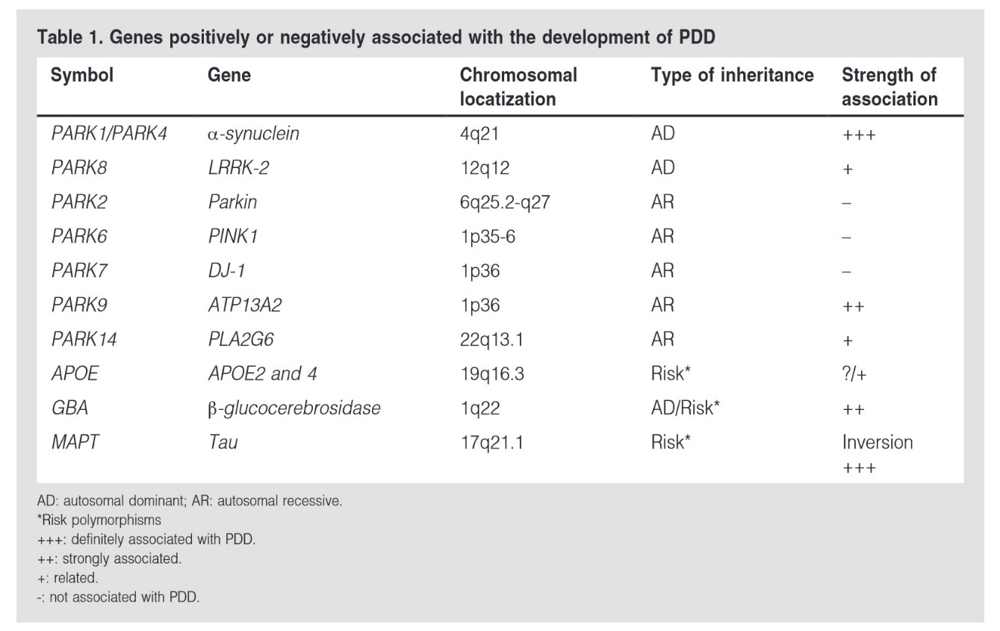 Table 1. Genes positively or negatively associated with the development of PDD
Symbol Gene Chromosomal locatization Type of inheritance Strength of association
PARK1/PARK4 α-synuclein 4q21 AD +++
PARK8 LRRK-2 12q12 AD +
PARK2 Parkin 6q25.2-q27 AR –
PARK6 PINK1 1p35-6 AR –
PARK7 DJ-1 1p36 AR –
PARK9 ATP13A2 1p36 AR ++
PARK14 PLA2G6 22q13.1 AR +
APOE APOE2 and 4 19q16.3 Risk* ?/+
GBA β-glucocerebrosidase 1q22 AD/Risk* ++
MAPT Tau 17q21.1 Risk* Inversion
+++
AD: autosomal dominant; AR: autosomal recessive.
*Risk polymorphisms
+++: definitely associated with PDD.
++: strongly associated.
+: related.
-: not associated with PDD.